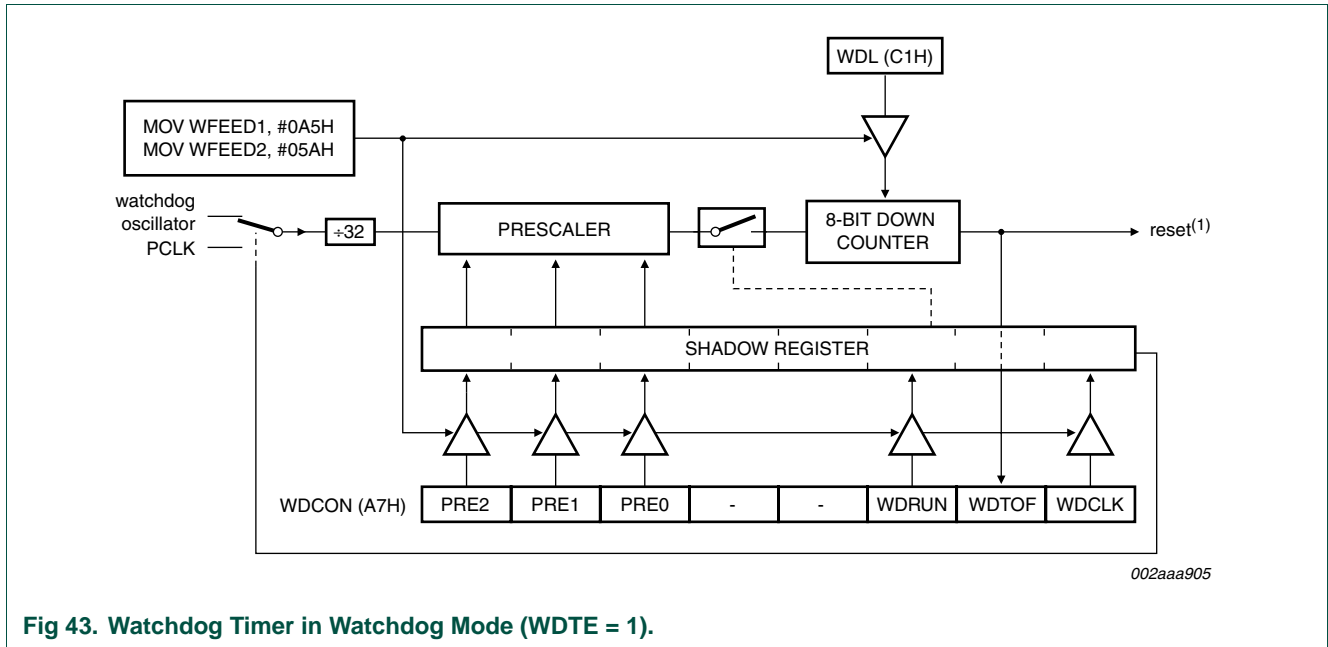 WDL (C1H)
MOV WFEED1, #0A5H
MOV WFEED2, #05AH
watchdog
oscillator
PCLK
÷32
PRESCALER
8-BIT DOWN
COUNTER
reset(1)
SHADOW REGISTER
WDCON (A7H)
PRE2
PRE1
PRE0
-
-
WDRUN
WDTOF
WDCLK
002aaa905
Fig 43. Watchdog Timer in Watchdog Mode (WDTE = 1).